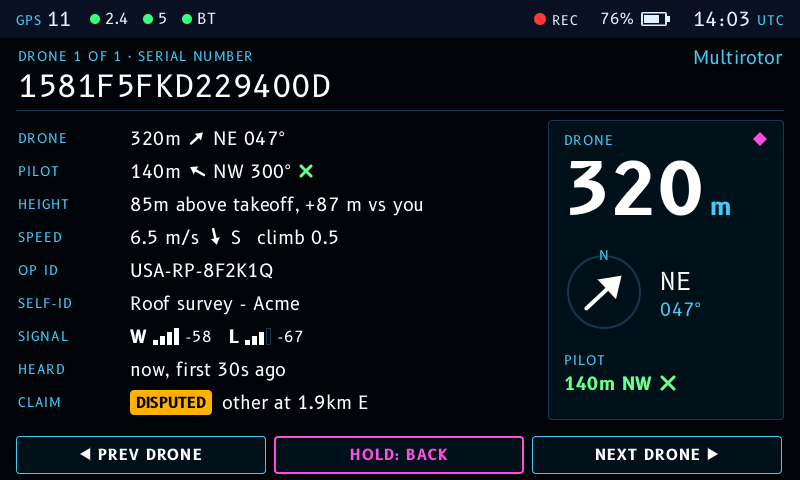 GPS 11 2.4 5 BT REC 76% 14:03 UTC
DRONE 1 OF 1 · SERIAL NUMBER Multirotor
1581F5FKD229400D
DRONE 320m NE 047°
PILOT 140m NW 300°
HEIGHT 85m above takeoff, +87 m vs you
SPEED 6.5 m/s S climb 0.5
OP ID USA-RP-8F2K1Q
SELF-ID Roof survey - Acme
SIGNAL W -58 L -67
HEARD now, first 30s ago
CLAIM DISPUTED other at 1.9km E
DRONE
320 m
N
NE
047°
PILOT
140m NW
PREV DRONE HOLD: BACK NEXT DRONE